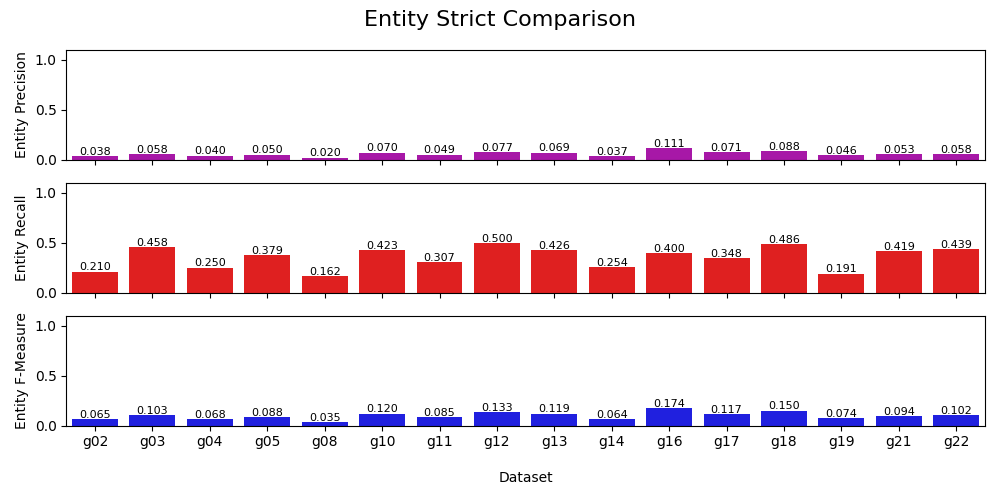 Entity Strict Comparison
Entity Precision
1.0
0.5
0.0
0.038 0.058 0.040 0.050 0.020 0.070 0.049 0.077 0.069 0.037 0.111 0.071 0.088 0.046 0.053 0.058
Entity Recall
1.0
0.5
0.0
0.210 0.458 0.250 0.379 0.162 0.423 0.307 0.500 0.426 0.254 0.400 0.348 0.486 0.191 0.419 0.439
Entity F-Measure
1.0
0.5
0.0
0.065 0.103 0.068 0.088 0.035 0.120 0.085 0.133 0.119 0.064 0.174 0.117 0.150 0.074 0.094 0.102
g02 g03 g04 g05 g08 g10 g11 g12 g13 g14 g16 g17 g18 g19 g21 g22
Dataset